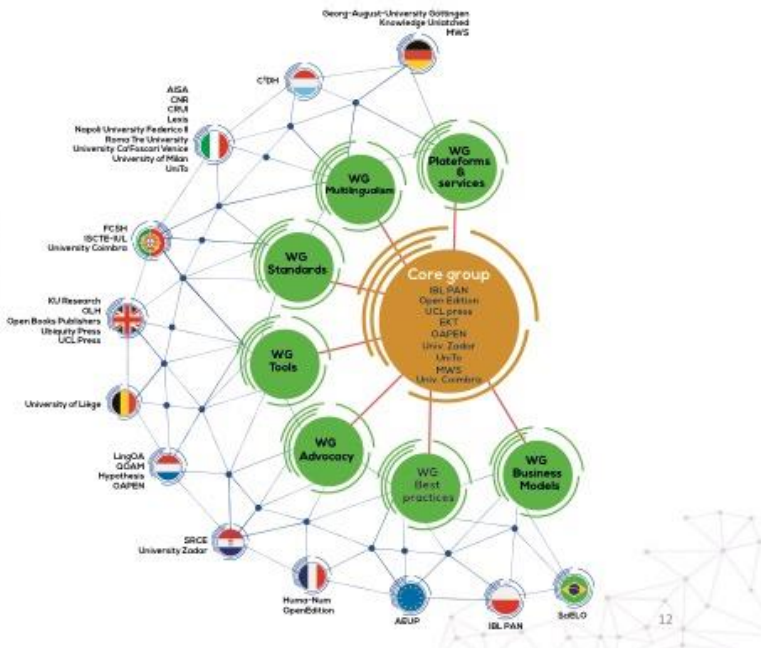 Georg-August-University Göttingen
Knowledge Unlatched
MWS
C²DH
AISA
CNR
CRUI
Lexis
Napoli University Federico II
Roma Tre University
University Ca'Foscari Venice
University of Milan
UniTo
WG
Plateforms
&
services
WG
Multilingualism
FCSH
ISCTE-IUL
University Coimbra
WG
Standards
Core group
IBL PAN
Open Edition
UCL press
EKT
OAPEN
Univ. Zadar
UniTo
MWS
Univ. Coimbra
KU Research
OLH
Open Books Publishers
Ubiquity Press
UCL Press
WG
Tools
University of Liège
WG
Advocacy
WG
Best
practices
WG
Business
Models
LingOA
QOAM
Hypothesis
OAPEN
SRCE
University Zadar
Huma-Num
OpenEdition
AEUP
IBL PAN
SciELO
12